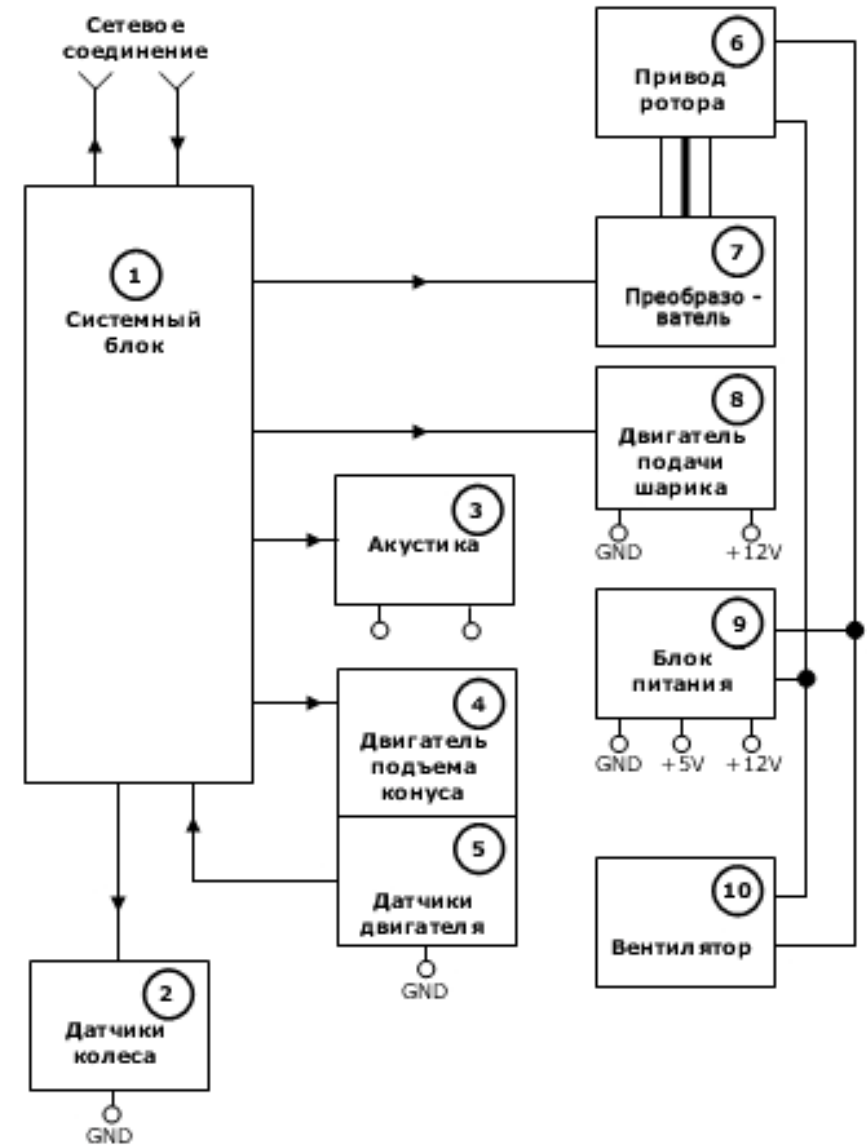 Сетевое
соединение
1
Системный
блок
2
Датчики
колеса
GND
3
Акустика
4
Двигатель
подъема
конуса
5
Датчики
двигателя
GND
6
Привод
ротора
7
Преобразо -
ватель
8
Двигатель
подачи
шарика
GND +12V
9
Блок
питания
GND +5V +12V
10
Вентилятор